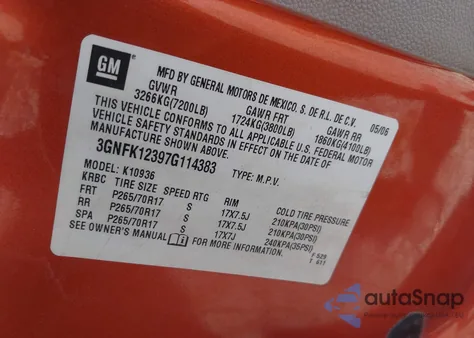 GM
MFD BY GENERAL MOTORS DE MEXICO, S. DE R.L. DE C.V. 05/06
GVWR GAWR FRT GAWR RR
3266KG(7200LB) 1724KG(3800LB) 1860KG(4100LB)
THIS VEHICLE CONFORMS TO ALL APPLICABLE U.S. FEDERAL MOTOR
VEHICLE SAFETY STANDARDS IN EFFECT ON THE DATE OF
MANUFACTURE SHOWN ABOVE.
3GNFK12397G114383 TYPE: M.P.V.
K10936
KRBC TIRE SIZE SPEED RTG RIM COLD TIRE PRESSURE
FRT P265/70R17 S 17X7.5J 210KPA(30PSI)
RR P265/70R17 S 17X7.5J 210KPA(30PSI)
SPA P265/70R17 S 17X7J 240KPA(35PSI)
SEE OWNER'S MANUAL FOR MORE INFORMATION. F 529
T 611
autaSnap